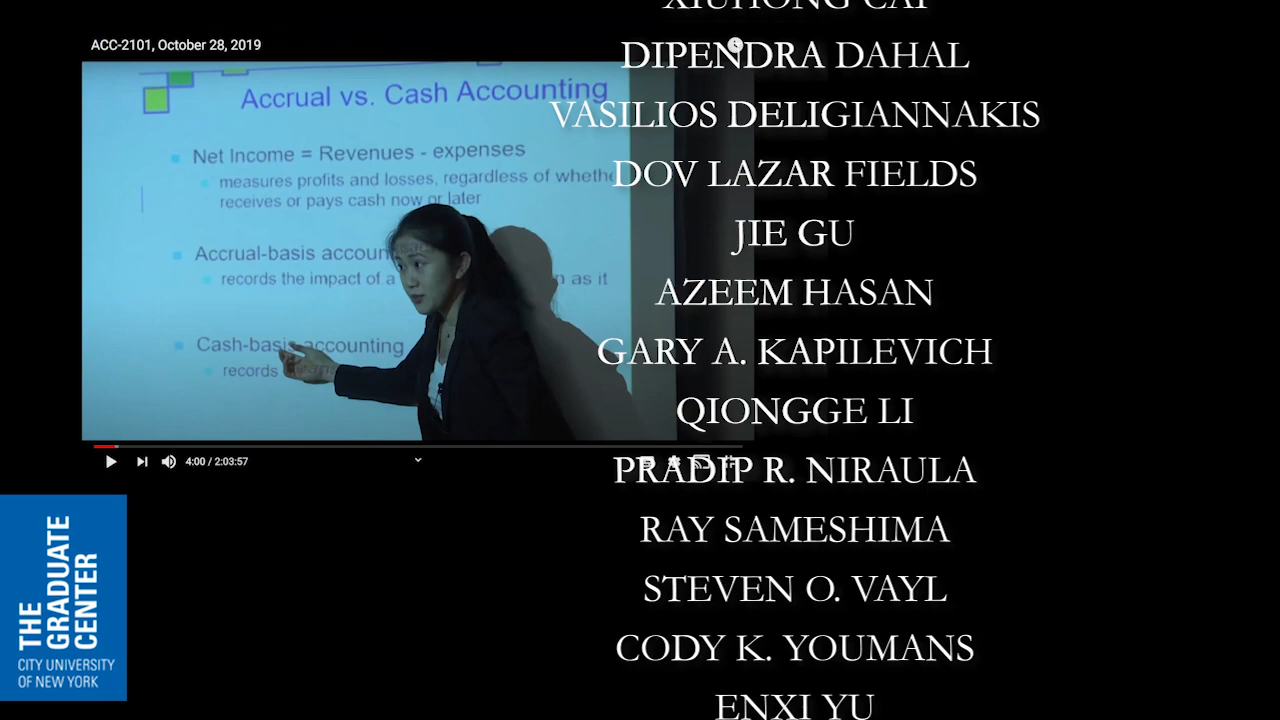 XIUHONG CAI
ACC-2101, October 28, 2019
DIPENDRA DAHAL
VASILIOS DELIGIANNAKIS
DOV LAZAR FIELDS
JIE GU
AZEEM HASAN
GARY A. KAPILEVICH
QIONGGE LI
PRADIP R. NIRAULA
RAY SAMESHIMA
STEVEN O. VAYL
CODY K. YOUMANS
ENXI YU
Accrual vs. Cash Accounting
Net Income = Revenues - expenses
measures profits and losses, regardless of whethe
receives or pays cash now or later
Accrual-basis accoun
records the impact of a n as it
Cash-basis accounting
records
4:00 / 2:03:57
THE
GRADUATE
CENTER
CITY UNIVERSITY
OF NEW YORK